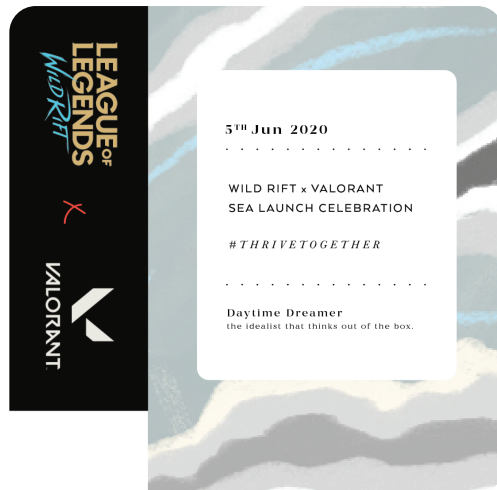 LEAGUE OF
LEGENDS
WILD RIFT
X
VALORANT
5TH Jun 2020
WILD RIFT x VALORANT
SEA LAUNCH CELEBRATION
#THRIVETOGETHER
Daytime Dreamer
the idealist that thinks out of the box.